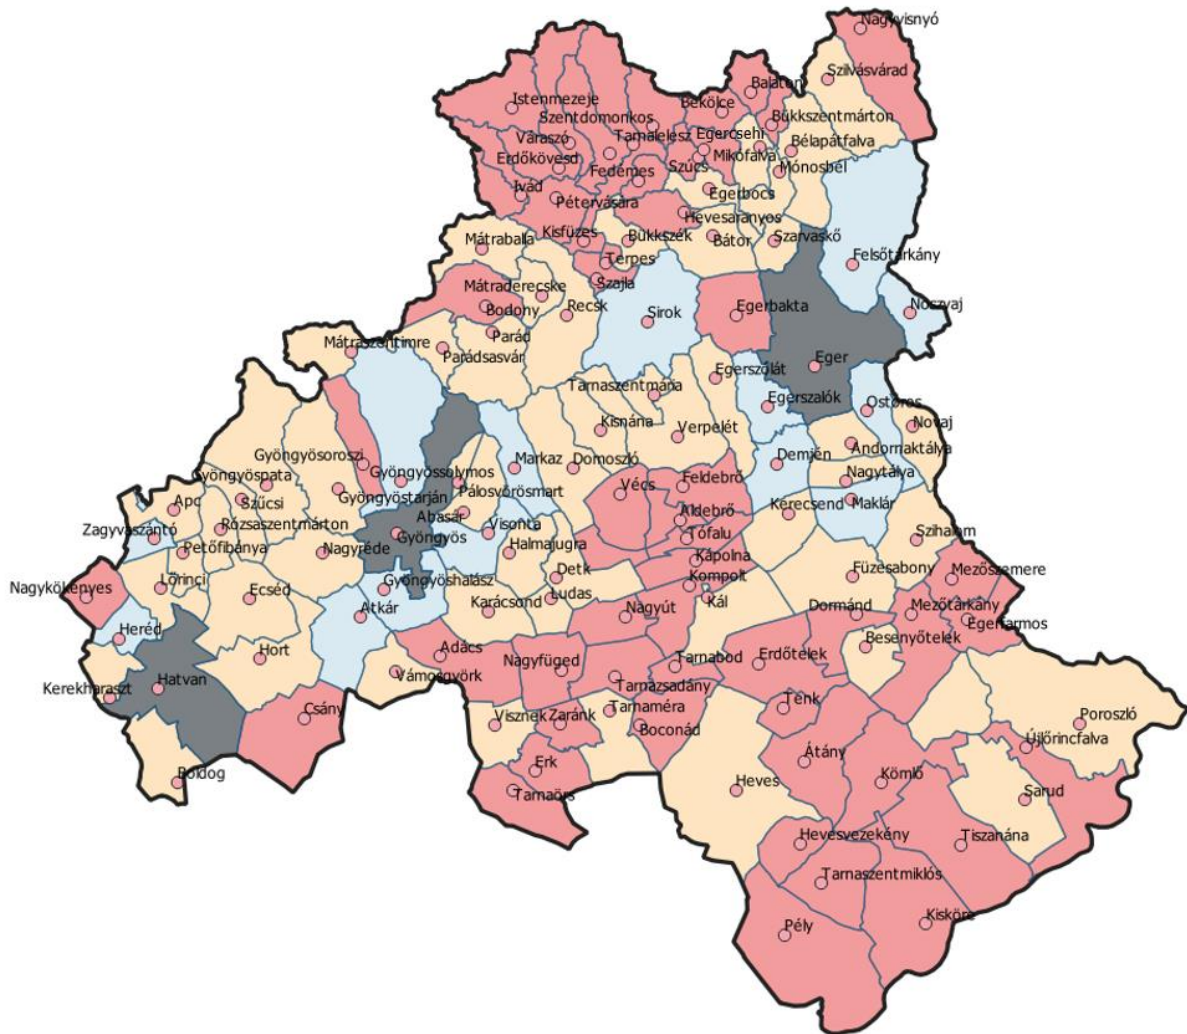 Nagyvisnyó
Szilvásvárad
Balaton
Istenmezeje
Bekölce
Szentdomonkos
Bükkszentmárton
Váraszó
Tarnalelesz
Egercsehi
Bélapátfalva
Erdőkövesd
Mikófalva
Szúcs
Fedémes
Mónosbél
Ivád
Pétervására
Egerbocs
Hevesaranyos
Kisfüzes
Bükkszék
Bátor
Szarvaskő
Mátraballa
Terpes
Felsőtárkány
Szajla
Mátraderecske
Bodony
Recsk
Egerbakta
Noszvaj
Sirok
Parád
Mátraszentimre
Parádsasvár
Eger
Egerszólát
Tarnaszentmária
Egerszalók
Ostoros
Kisnána
Verpelét
Novaj
Andornaktálya
Gyöngyösoroszi
Markaz
Domoszló
Demjén
Gyöngyöspata
Gyöngyössolymos
Nagytálya
Feldebrő
Vécs
Gyöngyöstarján
Pálosvörösmart
Apc
Szűcsi
Kerecsend
Maklár
Abasár
Aldebrő
Zagyvaszántó
Rózsaszentmárton
Visonta
Gyöngyös
Tófalu
Szihalom
Petőfibánya
Nagyréde
Halmajugra
Kápolna
Lőrinci
Gyöngyöshalász
Detk
Kompolt
Füzesabony
Mezőszemere
Nagykökényes
Ecséd
Ludas
Kál
Atkár
Karácsond
Nagyút
Dormánd
Mezőtárkány
Egerfarmos
Heréd
Besenyőtelek
Hort
Adács
Nagyfüged
Tarnabod
Erdőtelek
Vámosgyörk
Tarnazsadány
Hatvan
Kerekharaszt
Tenk
Csány
Visznek
Zaránk
Tarnaméra
Boconád
Poroszló
Újlőrincfalva
Átány
Boldog
Erk
Heves
Kömlő
Tarnaörs
Sarud
Hevesvezekény
Tiszanána
Tarnaszentmiklós
Kisköre
Pély